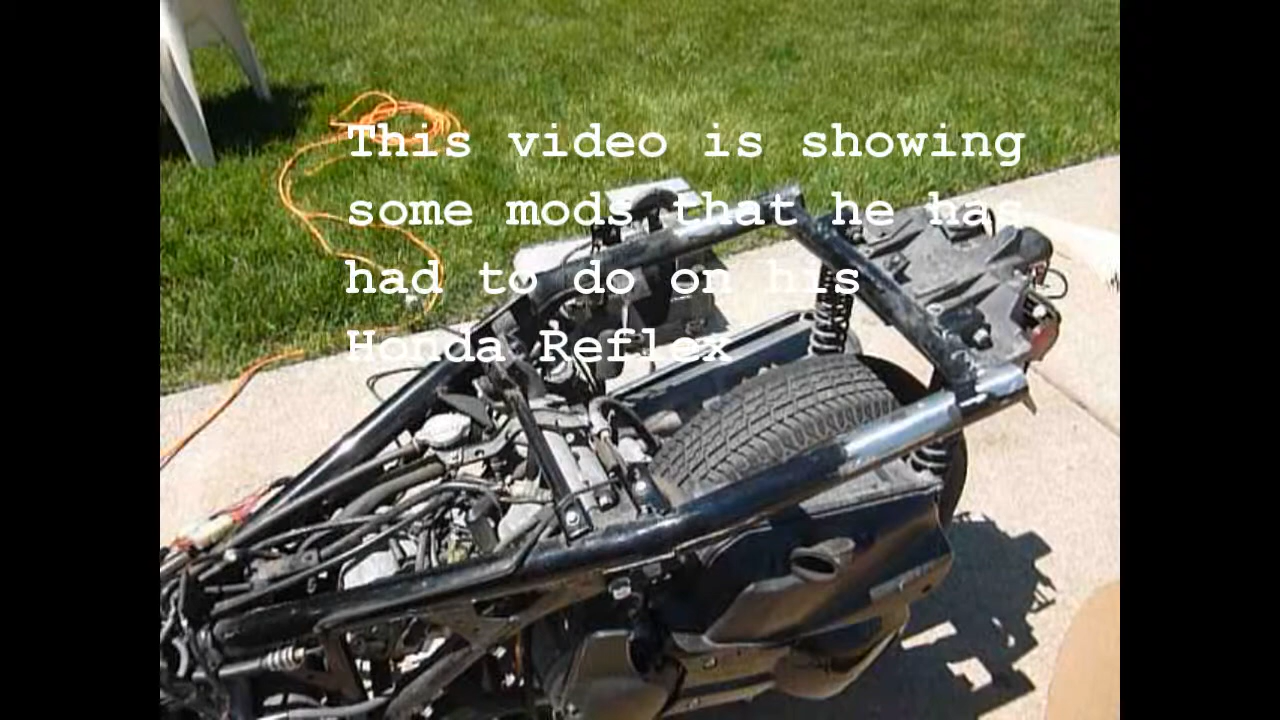 This video is showing
some mods that he has
had to do on his
Honda Reflex